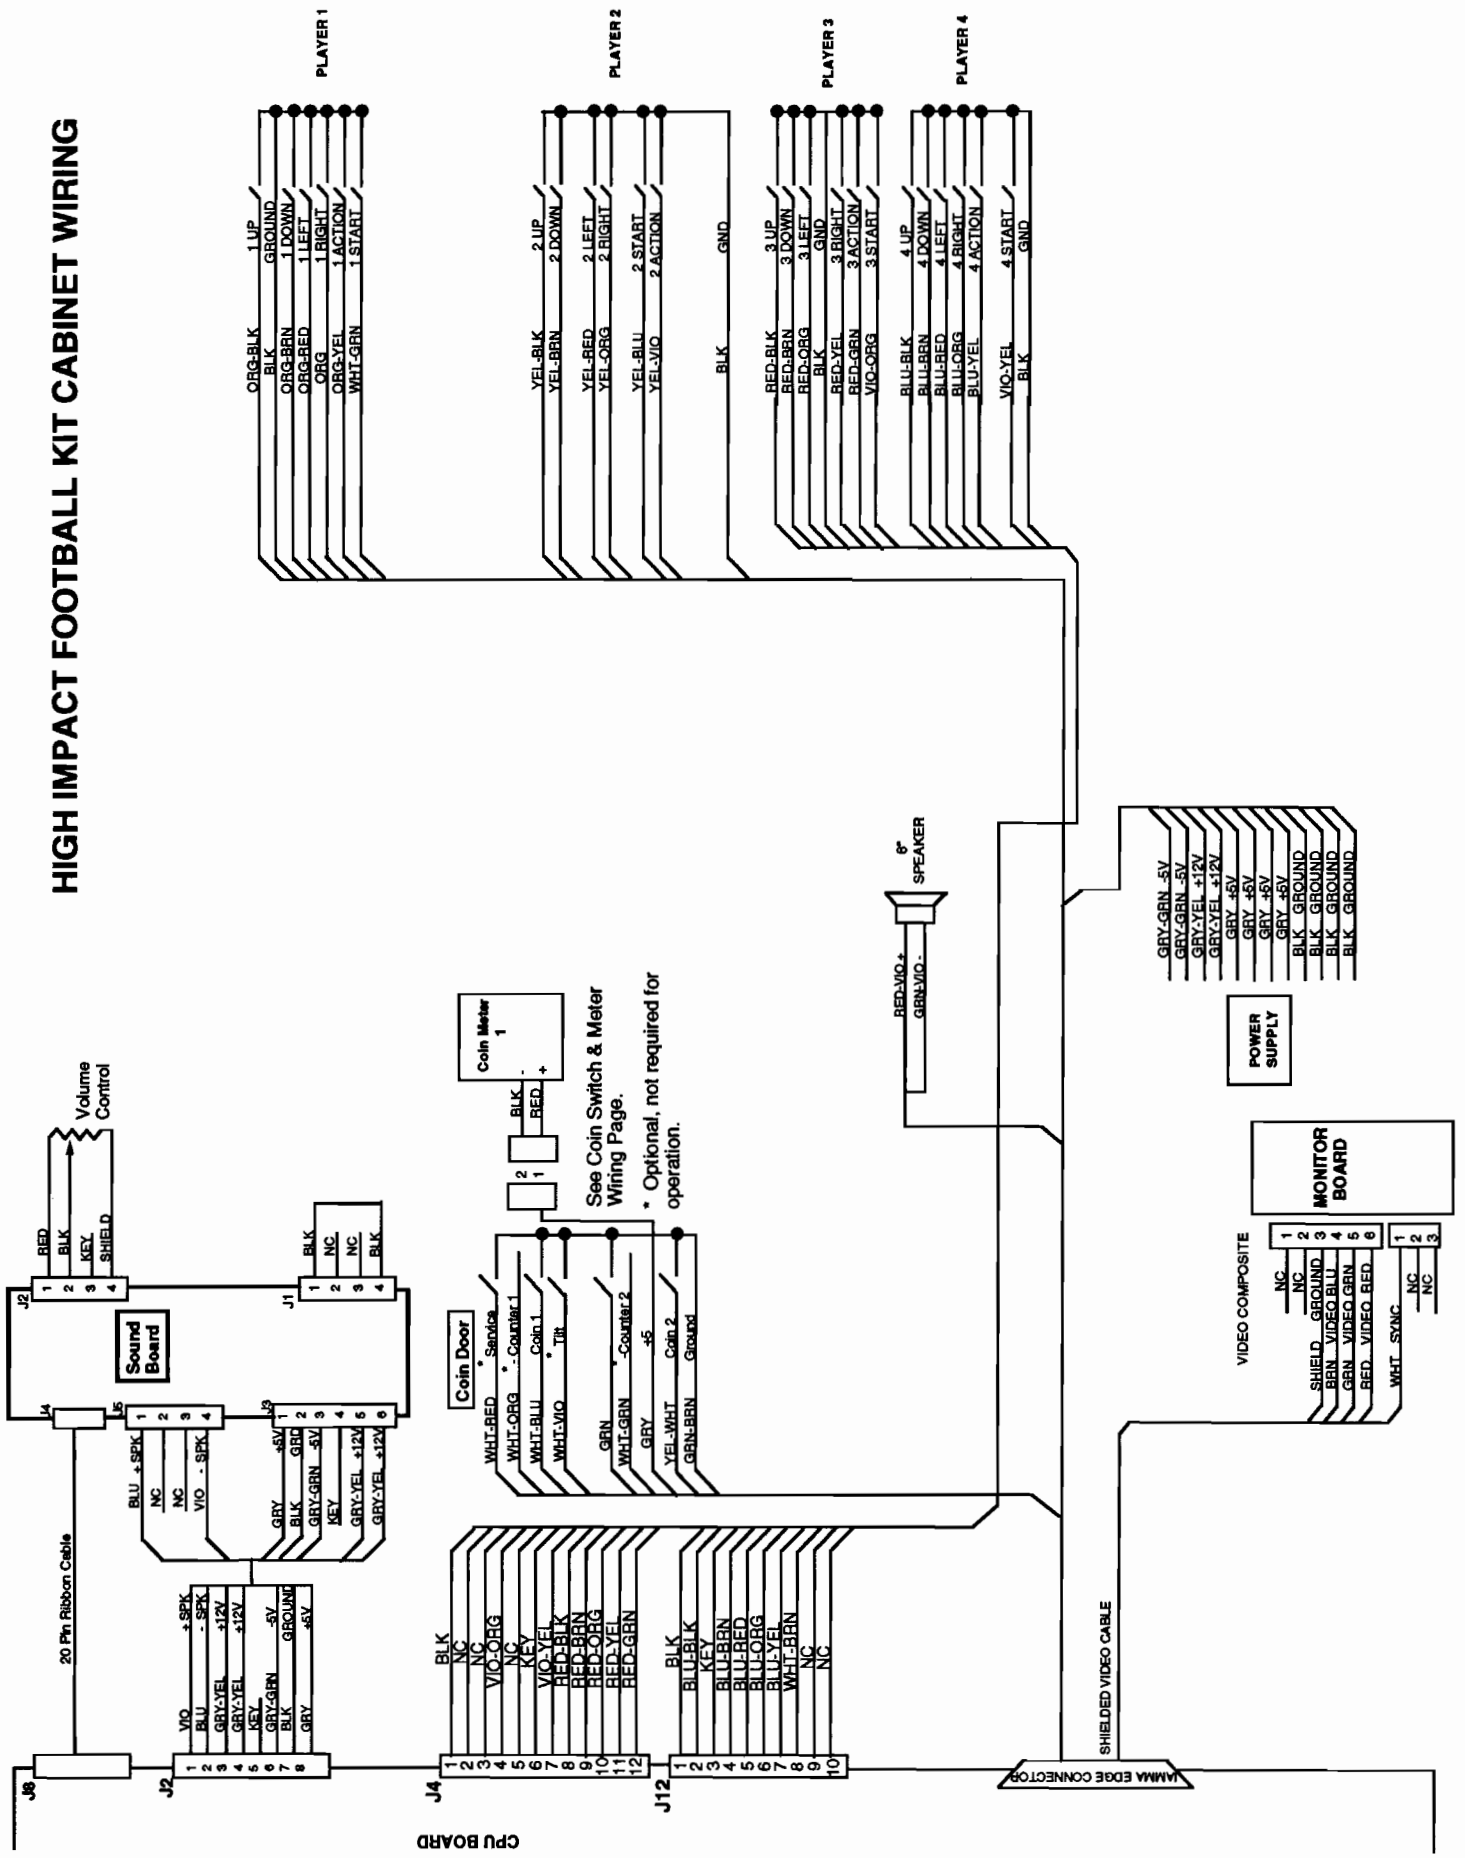 HIGH IMPACT FOOTBALL KIT CABINET WIRING
CPU BOARD
J8
20 Pin Ribbon Cable
J2
1
2
3
4
5
6
7
8
VIO + SPK
BLU - SPK
GRY-YEL +12V
GRY-YEL +12V
KEY
GRY-GRN -5V
BLK GROUND
GRY +5V
J4
J5
1
2
3
4
BLU + SPK
NC
NC
VIO - SPK
J3
1
2
3
4
5
6
GRY +5V
BLK GRD
GRY-GRN -5V
KEY
GRY-YEL +12V
GRY-YEL +12V
Sound
Board
J2
1
2
3
4
RED
BLK
KEY
SHIELD
Volume
Control
J1
1
2
3
4
BLK
NC
NC
BLK
J4
1
2
3
4
5
6
7
8
9
10
11
12
BLK
NC
NC
VIO-ORG
NC
KEY
VIO-YEL
RED-BLK
RED-BRN
RED-ORG
RED-YEL
RED-GRN
J12
1
2
3
4
5
6
7
8
9
10
BLK
BLU-BLK
KEY
BLU-BRN
BLU-RED
BLU-ORG
BLU-YEL
WHT-BRN
NC
NC
Coin Door
WHT-RED * Service
WHT-ORG * - Counter 1
WHT-BLU Coin 1
WHT-VIO * Tilt
GRN
WHT-GRN * -Counter 2
GRY +5
YEL-WHT Coin 2
GRN-BRN Ground
2
1
BLK -
RED +
Coin Meter
1
See Coin Switch & Meter
Wiring Page.
* Optional, not required for
operation.
RED-VIO +
GRN-VIO -
6"
SPEAKER
JAMMA EDGE CONNECTOR
SHIELDED VIDEO CABLE
VIDEO COMPOSITE
NC
NC
SHIELD GROUND
BRN VIDEO BLU
GRN VIDEO GRN
RED VIDEO RED
1
2
3
4
5
6
WHT SYNC
NC
NC
1
2
3
MONITOR
BOARD
POWER
SUPPLY
GRY-GRN -5V
GRY-GRN -5V
GRY-YEL +12V
GRY-YEL +12V
GRY +5V
GRY +5V
GRY +5V
GRY +5V
BLK GROUND
BLK GROUND
BLK GROUND
BLK GROUND
ORG-BLK 1 UP
BLK GROUND
ORG-BRN 1 DOWN
ORG-RED 1 LEFT
ORG 1 RIGHT
ORG-YEL 1 ACTION
WHT-GRN 1 START
PLAYER 1
YEL-BLK 2 UP
YEL-BRN 2 DOWN
YEL-RED 2 LEFT
YEL-ORG 2 RIGHT
YEL-BLU 2 START
YEL-VIO 2 ACTION
BLK GND
PLAYER 2
RED-BLK 3 UP
RED-BRN 3 DOWN
RED-ORG 3 LEFT
BLK GND
RED-YEL 3 RIGHT
RED-GRN 3 ACTION
VIO-ORG 3 START
PLAYER 3
BLU-BLK 4 UP
BLU-BRN 4 DOWN
BLU-RED 4 LEFT
BLU-ORG 4 RIGHT
BLU-YEL 4 ACTION
VIO-YEL 4 START
BLK GND
PLAYER 4